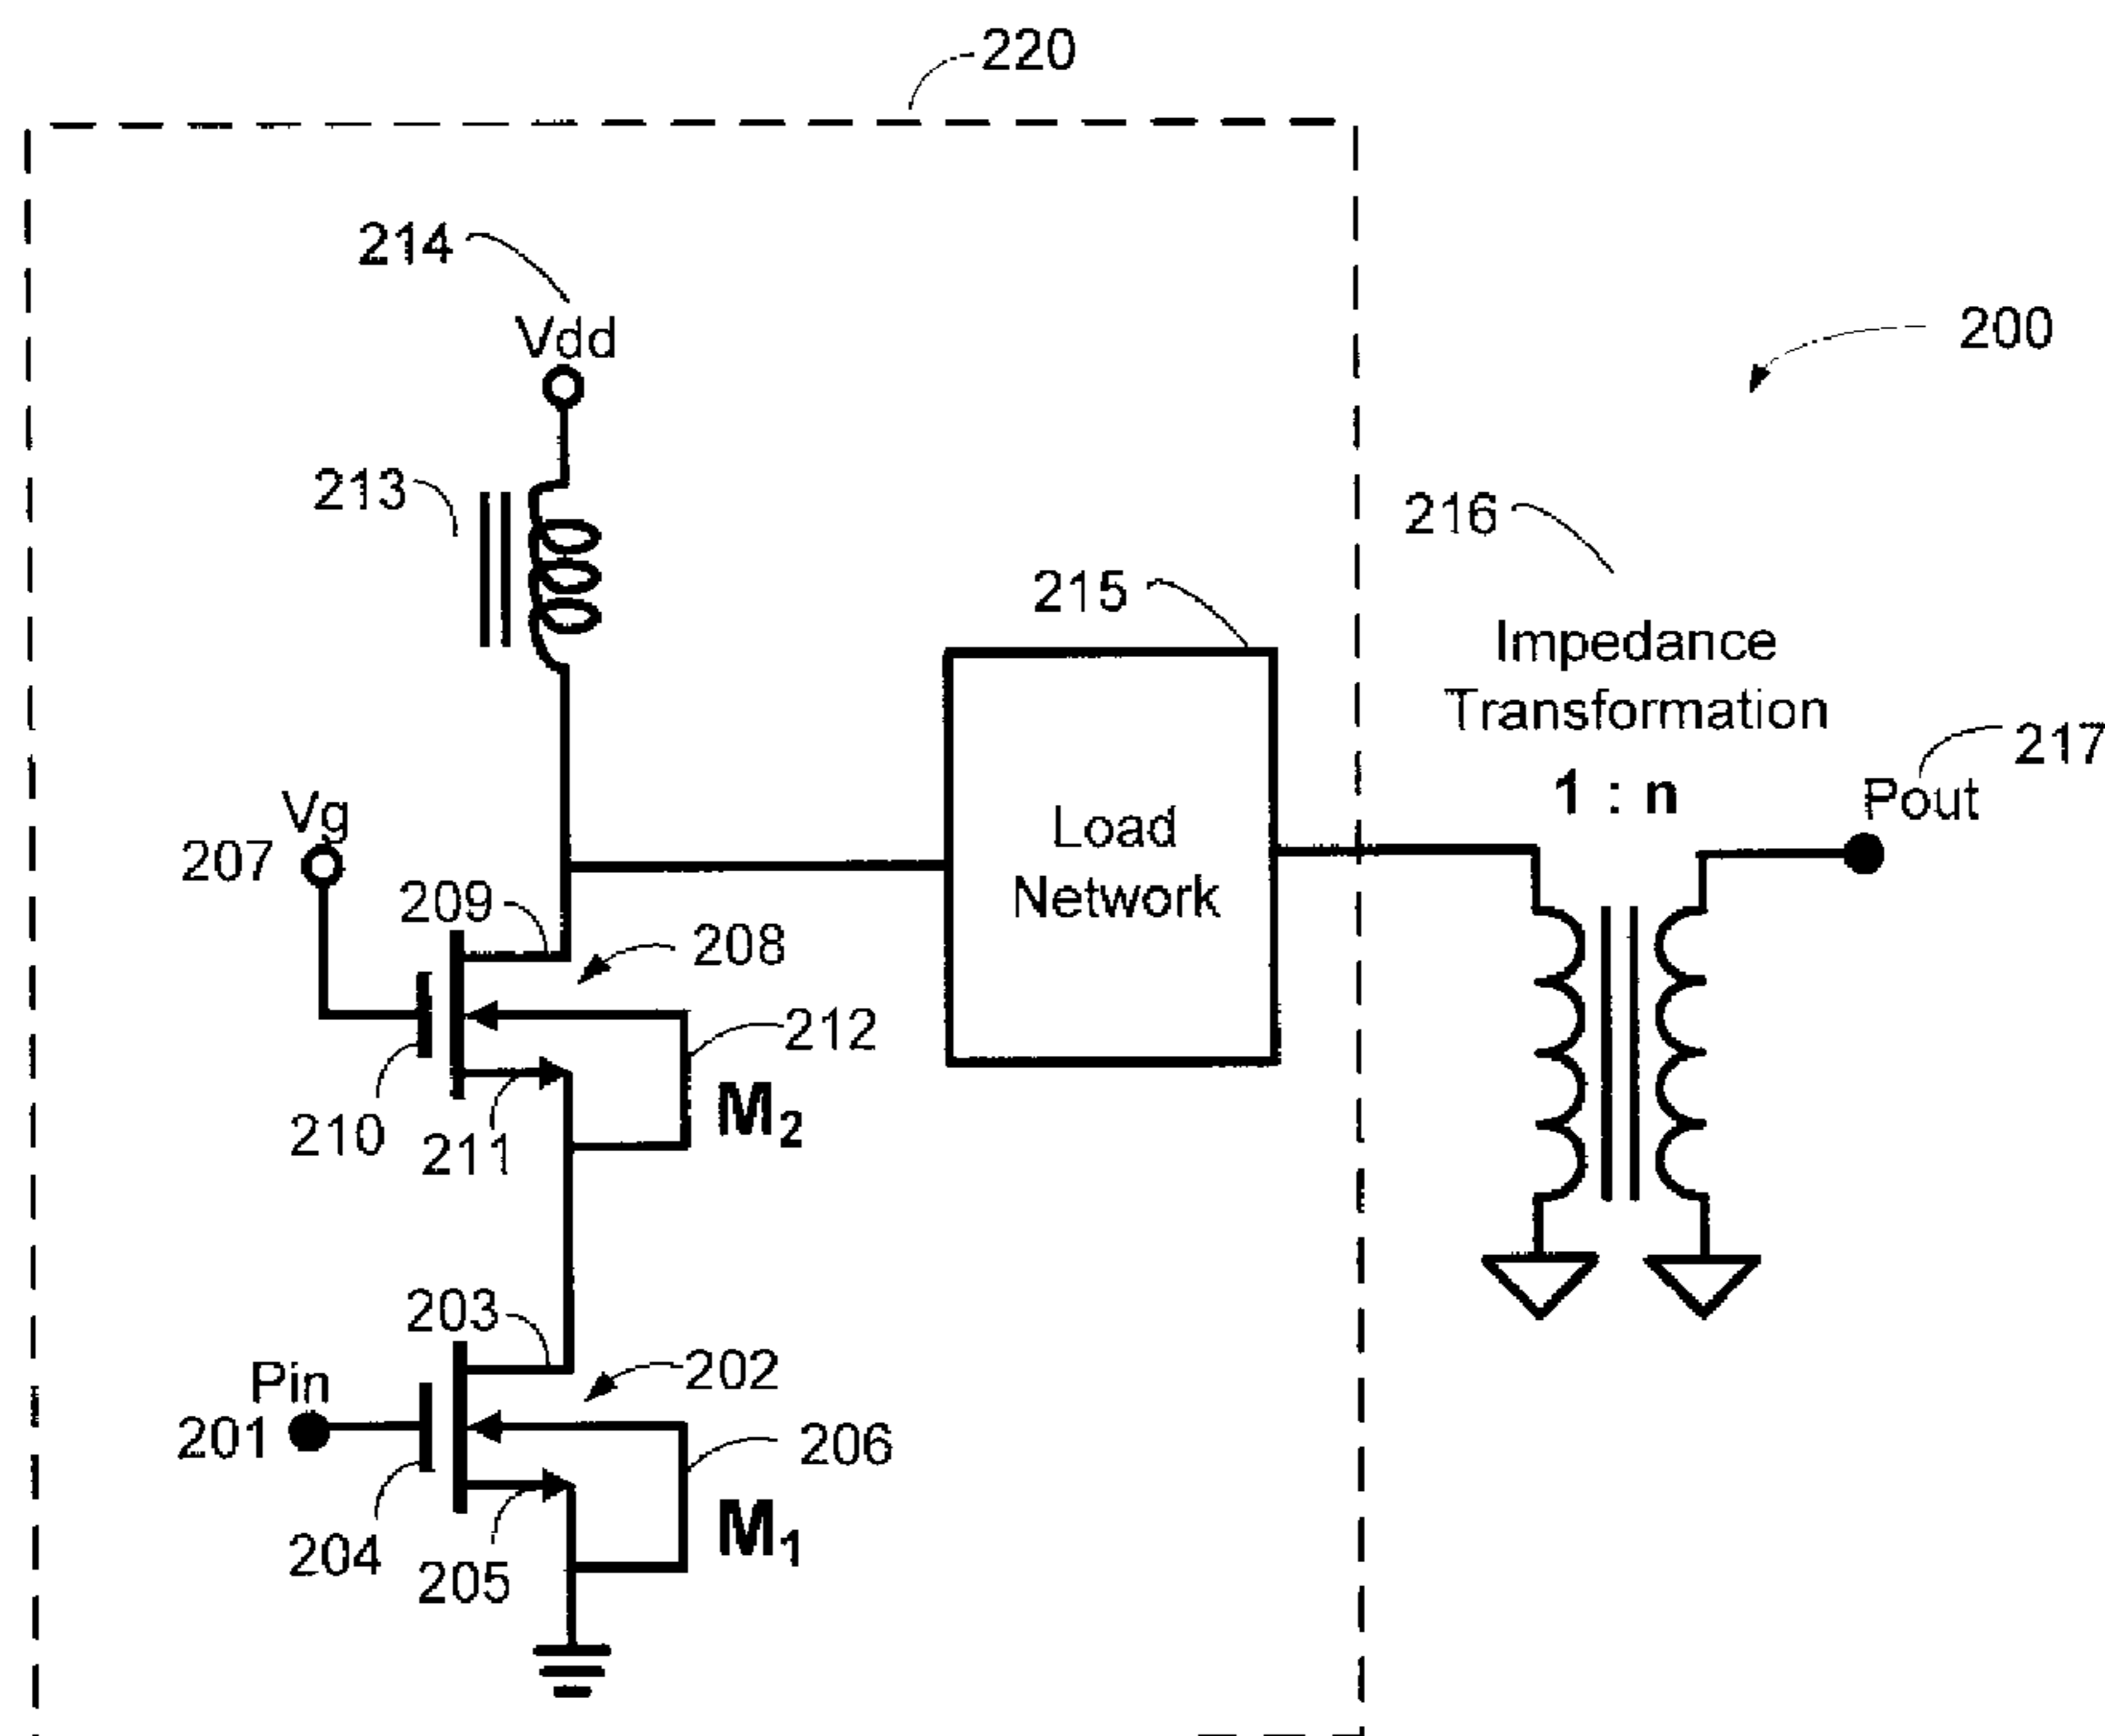 220
214
Vdd
200
213
216
215
Impedance
Transformation
217
1 : n
Pout
Vg
207
Load
Network
209
208
212
210
211
M2
203
202
Pin
201
206
204
205
M1